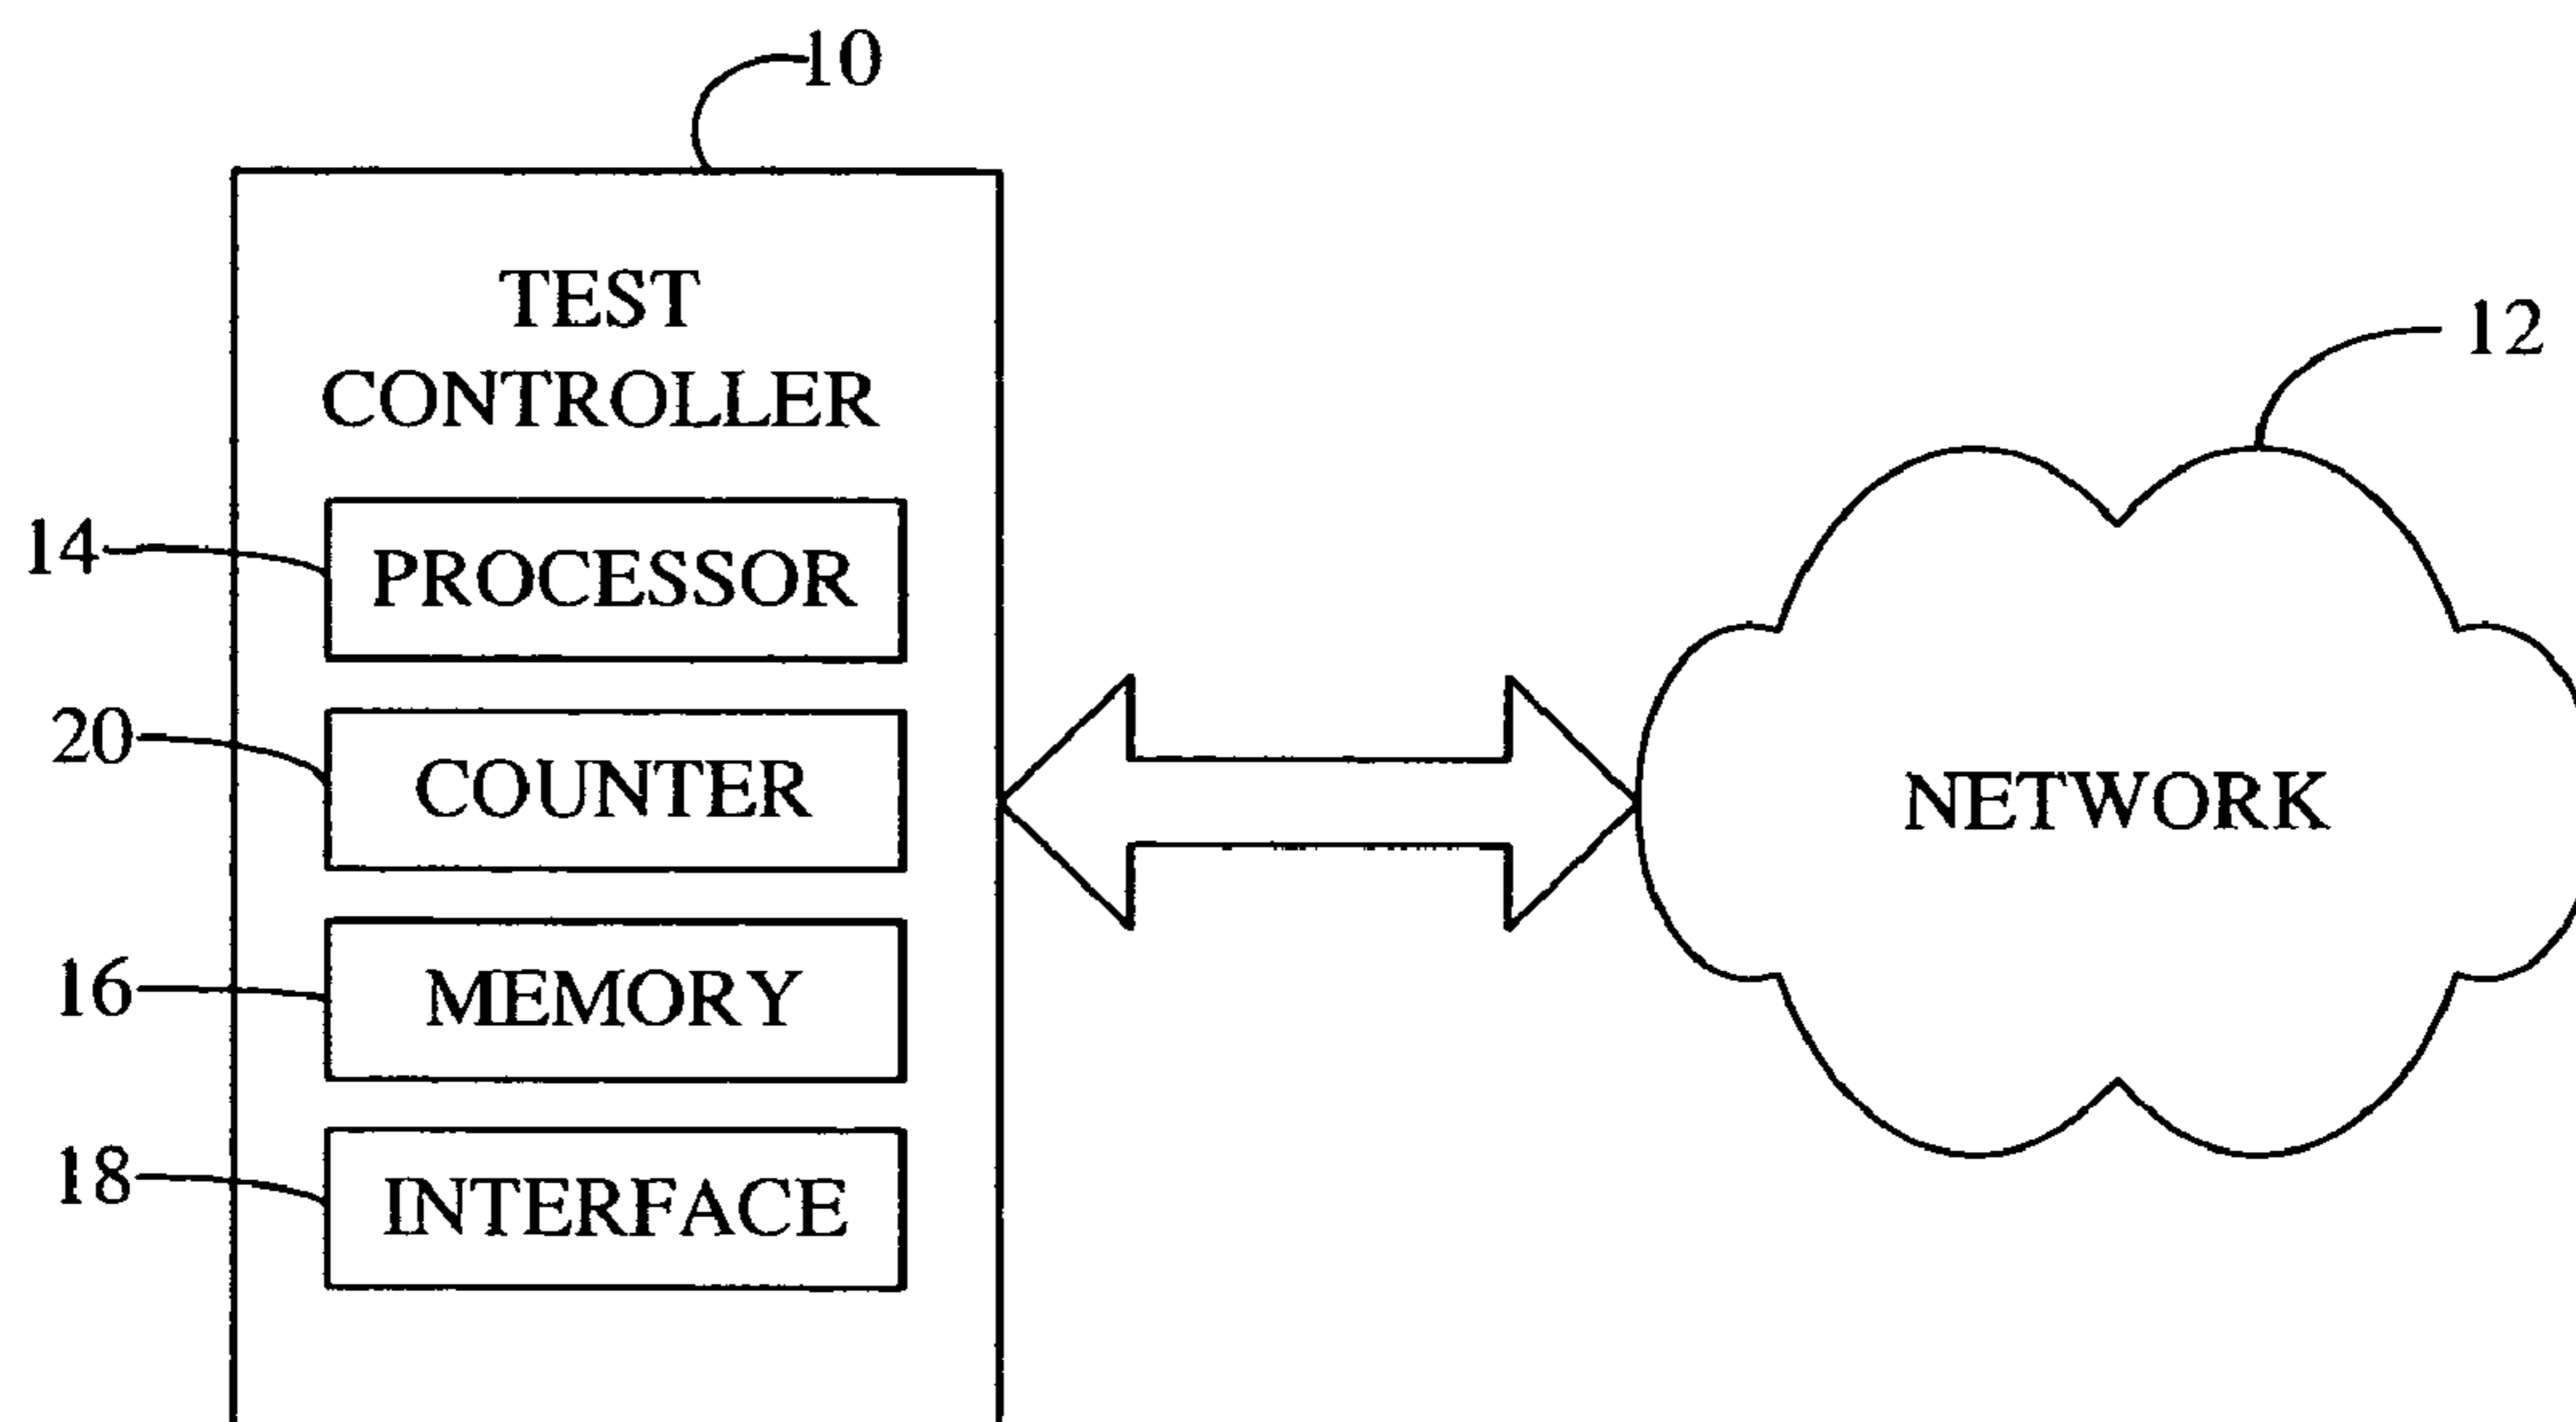 10
TEST
CONTROLLER
12
14
PROCESSOR
20
COUNTER
NETWORK
16
MEMORY
18
INTERFACE